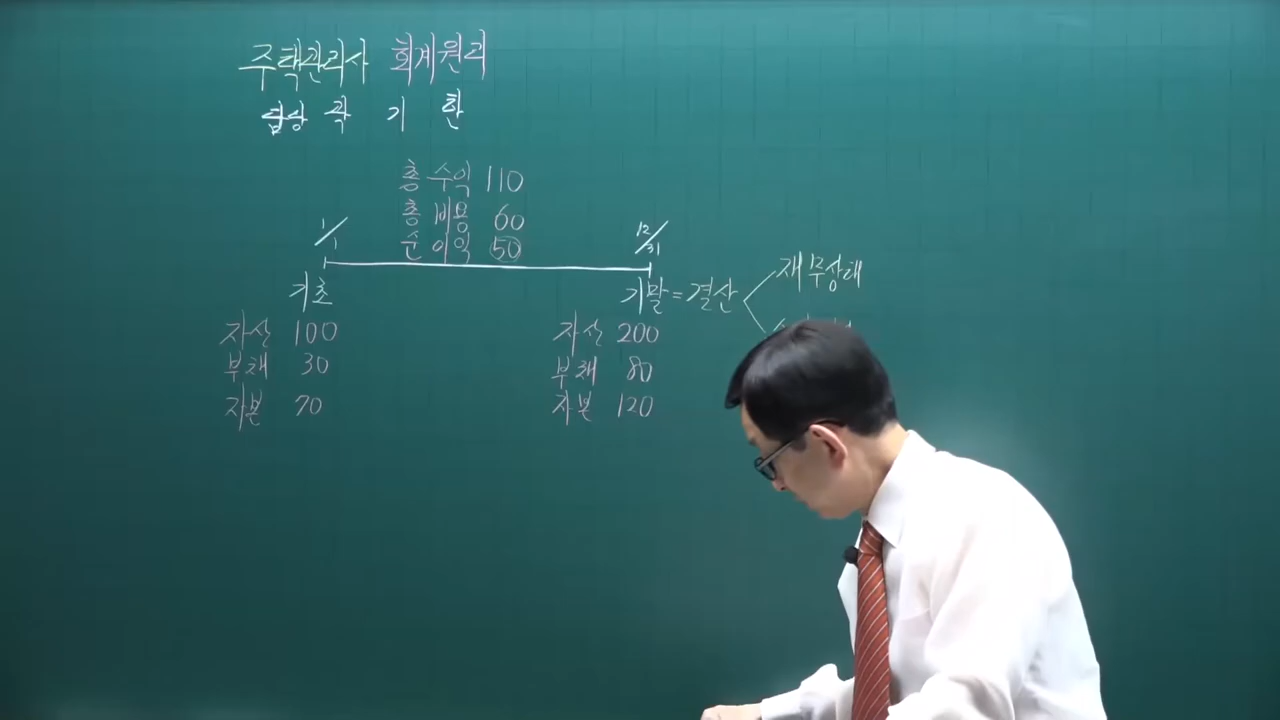 주택관리사 회계원리
기 환
총 수익 110
총 비용 60
순 이익 50
1/1
12/31
기초
기말 = 결산
재무상태
자산 100
부채 30
자본 70
자산 200
부채 80
자본 120